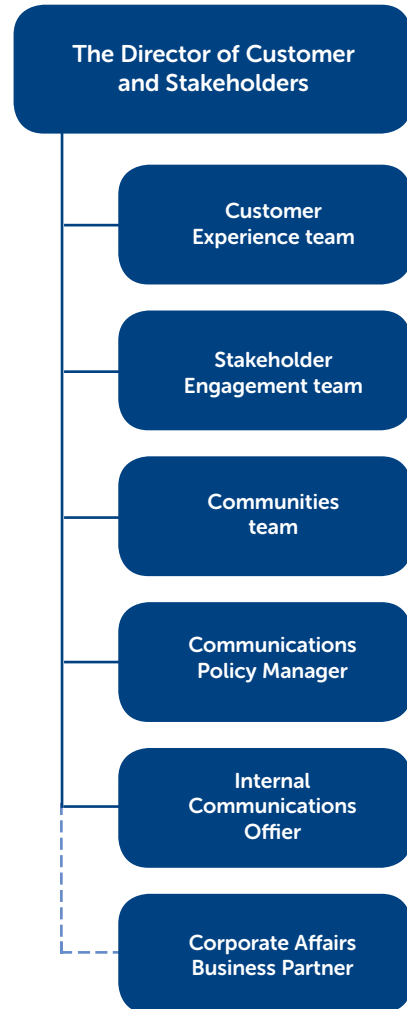 The Director of Customer
and Stakeholders
Customer
Experience team
Stakeholder
Engagement team
Communities
team
Communications
Policy Manager
Internal
Communications
Offier
Corporate Affairs
Business Partner